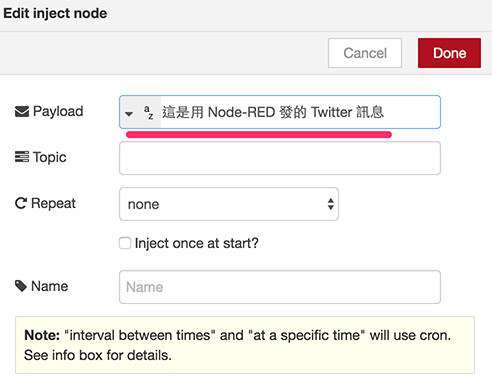 Edit inject node
Cancel Done
Payload az 這是用 Node-RED 發的 Twitter 訊息
Topic
Repeat none
Inject once at start?
Name Name
Note: "interval between times" and "at a specific time" will use cron.
See info box for details.